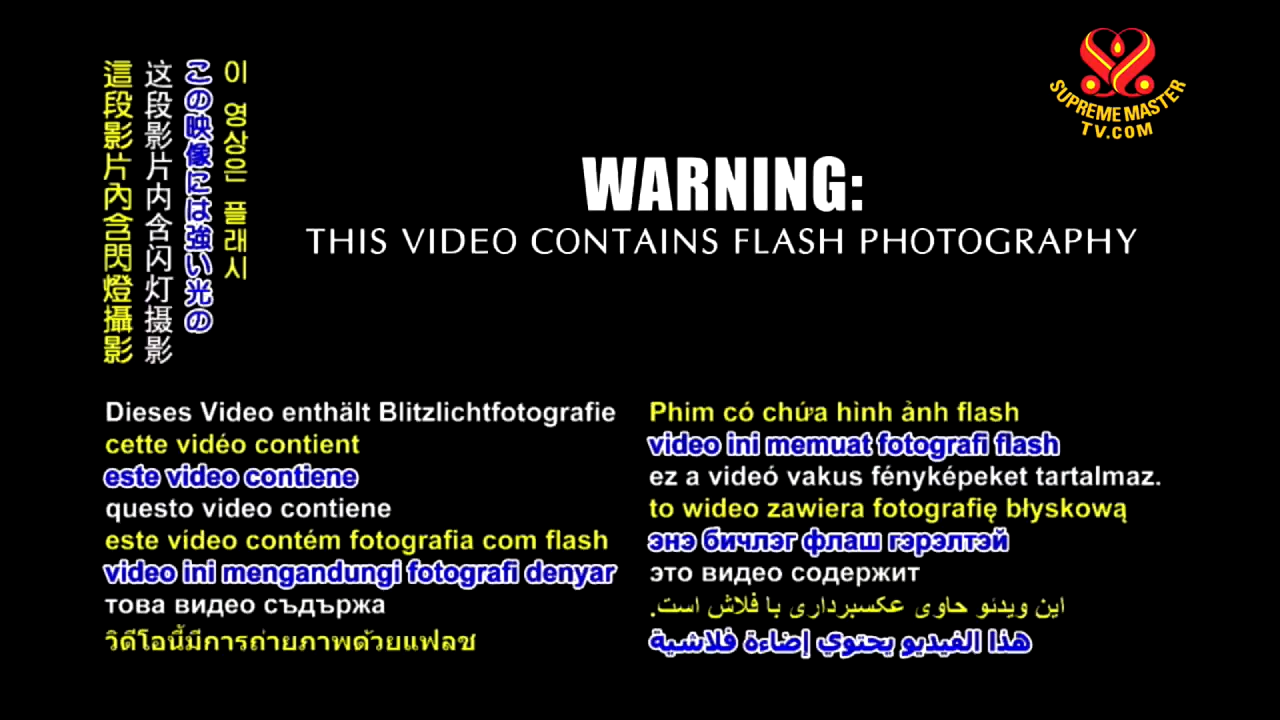 這段影片內含閃燈攝影
这段影片内含闪灯摄影
この映像には強い光の
이 영상은 플래시
SUPREME MASTER
TV.COM
WARNING:
THIS VIDEO CONTAINS FLASH PHOTOGRAPHY
Dieses Video enthält Blitzlichtfotografie
cette vidéo contient
este video contiene
questo video contiene
este video contém fotografia com flash
video ini mengandungi fotografi denyar
това видео съдържа
วิดีโอนี้มีการถ่ายภาพด้วยแฟลช
Phim có chứa hình ảnh flash
video ini memuat fotografi flash
ez a videó vakus fényképeket tartalmaz.
to wideo zawiera fotografię błyskową
энэ бичлэг флаш гэрэлтэй
это видео содержит
این ویدئو حاوی عکسبرداری با فلاش است.
هذا الفيديو يحتوي إضاءة فلاشية